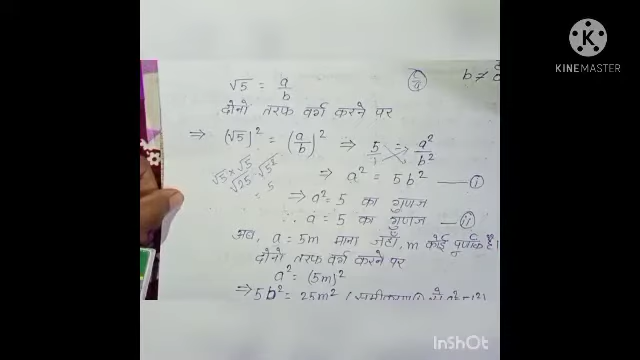 KINEMASTER
√5 = a/b
b ≠
दोनो तरफ वर्ग करने पर
⇒ (√5)² = (a/b)² ⇒ 5/1 = a²/b²
√5 × √5
√25 √5²
= 5
⇒ a² = 5b² — (i)
⇒ a² = 5 का गुणज
∴ a = 5 का गुणज — (ii)
अब, a = 5m माना जहाँ, m कोई पूर्णांक है।
दोनो तरफ वर्ग करने पर
a² = (5m)²
⇒ 5b² = 25m²
InShOt